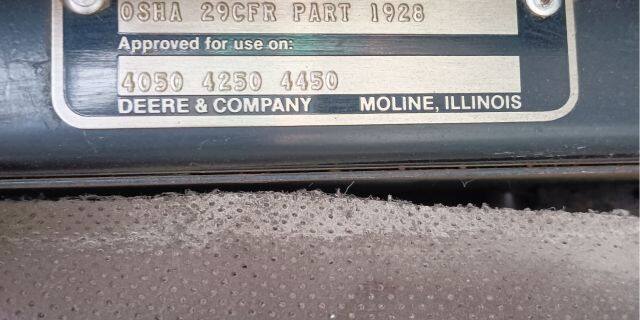 OSHA 29CFR PART 1928
Approved for use on:
4050 4250 4450
DEERE & COMPANY MOLINE, ILLINOIS